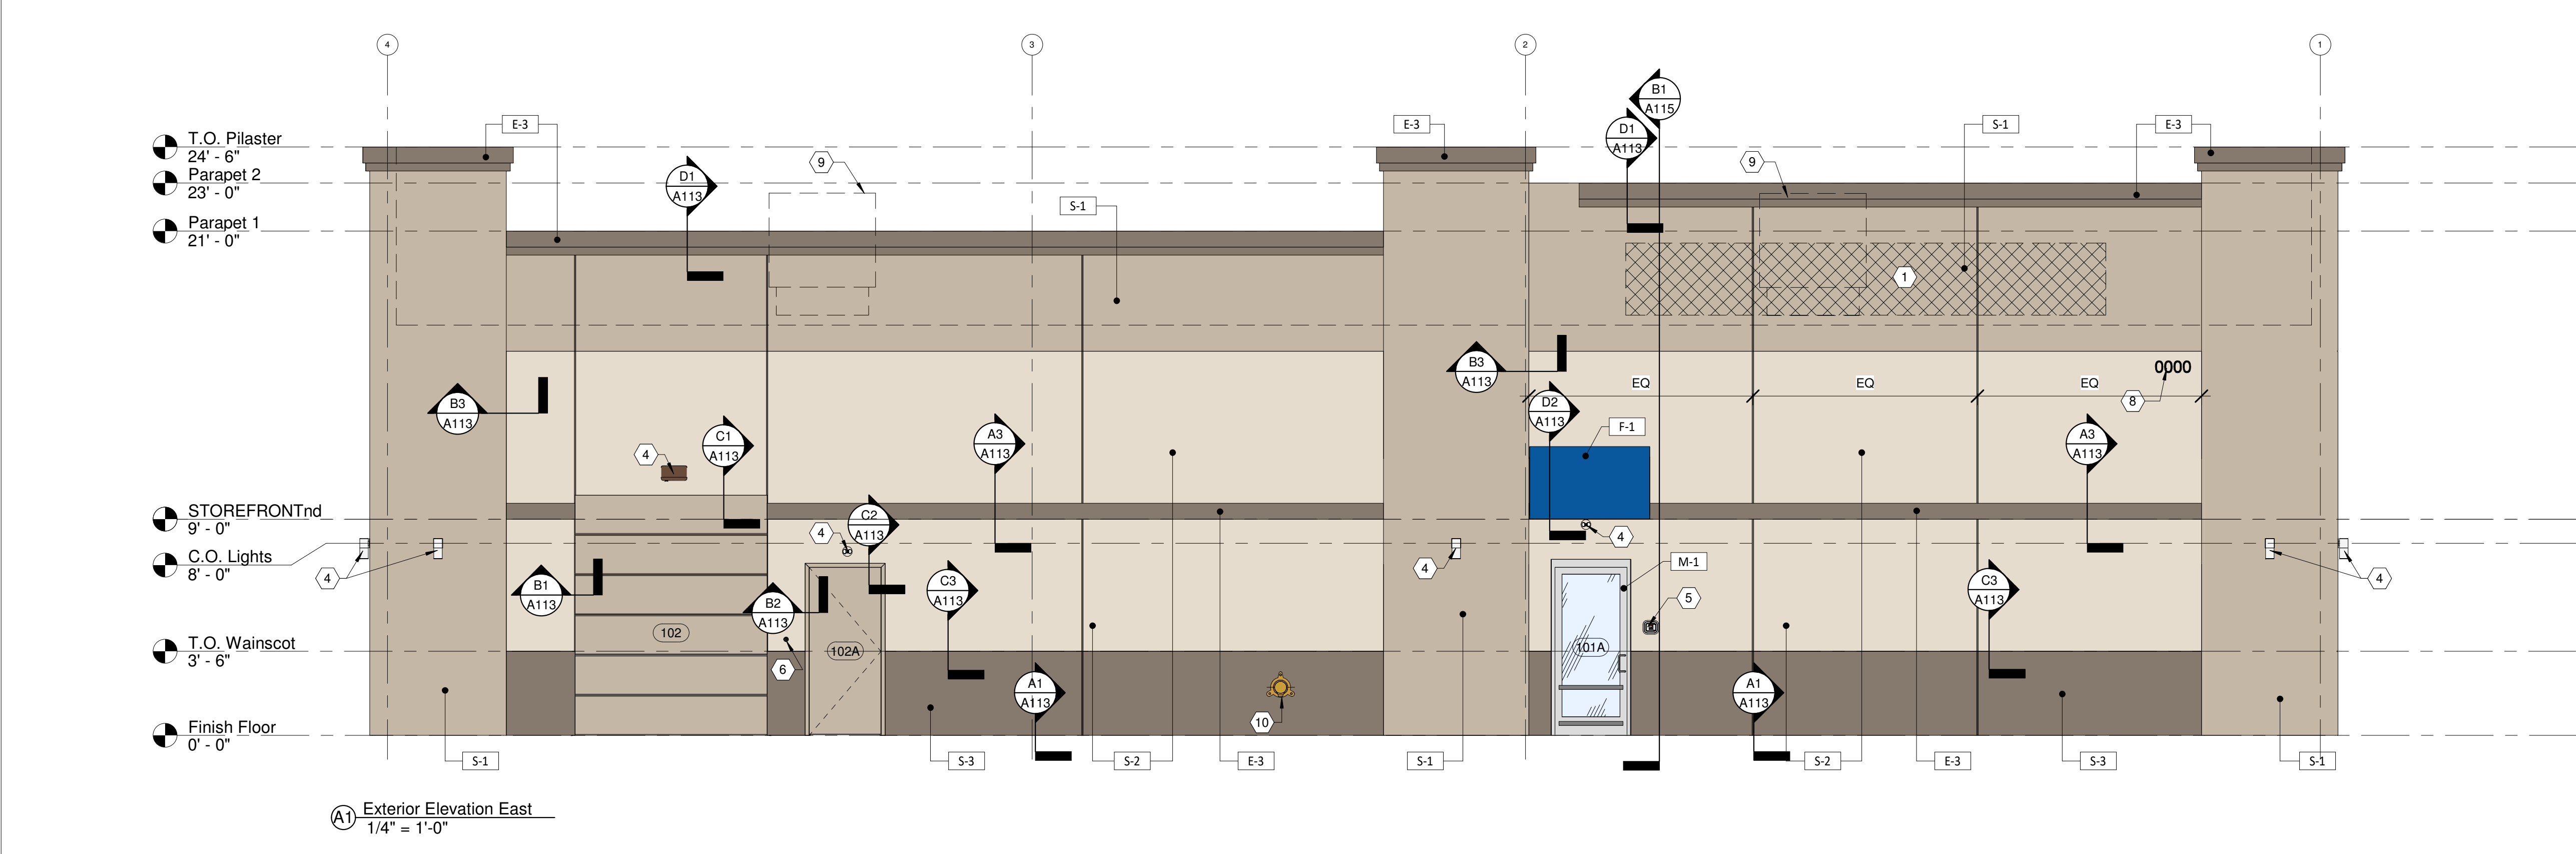 4
3
2
1
B1
A115
E-3
E-3
D1
A113
S-1
E-3
T.O. Pilaster
24' - 6"
9
9
Parapet 2
23' - 0"
D1
A113
S-1
Parapet 1
21' - 0"
1
B3
A113
0000
EQ
EQ
EQ
8
B3
A113
D2
A113
F-1
C1
A113
A3
A113
A3
A113
4
STOREFRONTnd
9' - 0"
C2
A113
4
4
C.O. Lights
8' - 0"
4
4
4
M-1
B1
A113
C3
A113
C3
A113
5
B2
A113
102
T.O. Wainscot
3' - 6"
102A
101A
6
A1
A113
A1
A113
10
Finish Floor
0' - 0"
S-1
S-3
S-2
E-3
S-1
S-2
E-3
S-3
S-1
A1
Exterior Elevation East
1/4" = 1'-0"